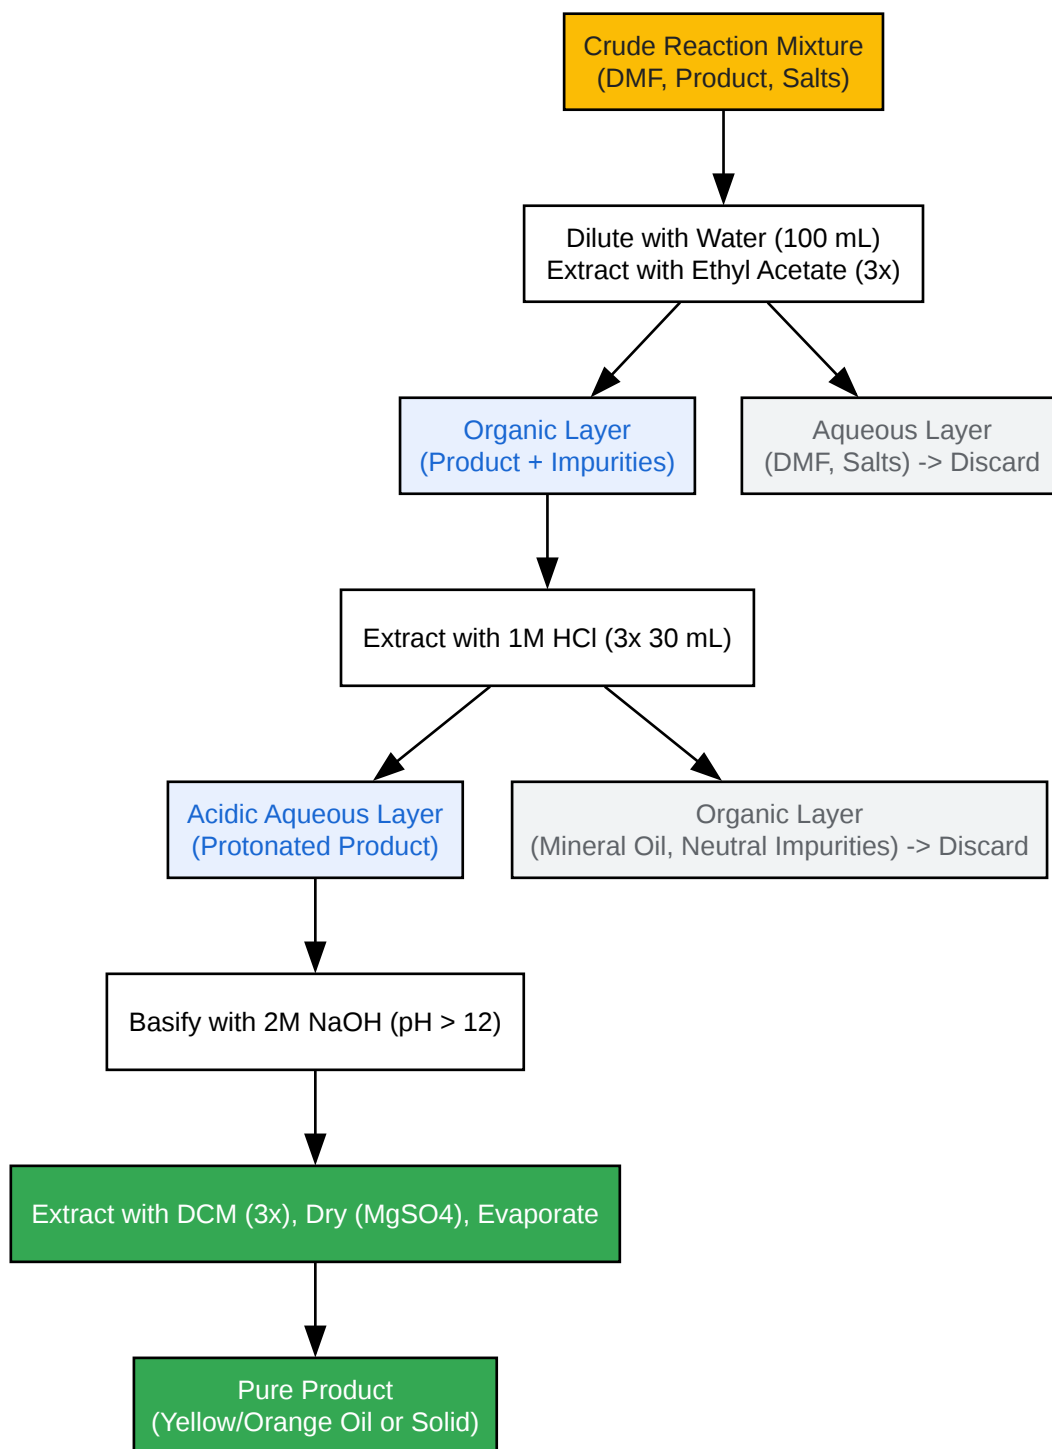 Crude Reaction Mixture
(DMF, Product, Salts)
Dilute with Water (100 mL)
Extract with Ethyl Acetate (3x)
Organic Layer
(Product + Impurities)
Aqueous Layer
(DMF, Salts) -> Discard
Extract with 1M HCl (3x 30 mL)
Acidic Aqueous Layer
(Protonated Product)
Organic Layer
(Mineral Oil, Neutral Impurities) -> Discard
Basify with 2M NaOH (pH > 12)
Extract with DCM (3x), Dry (MgSO4), Evaporate
Pure Product
(Yellow/Orange Oil or Solid)